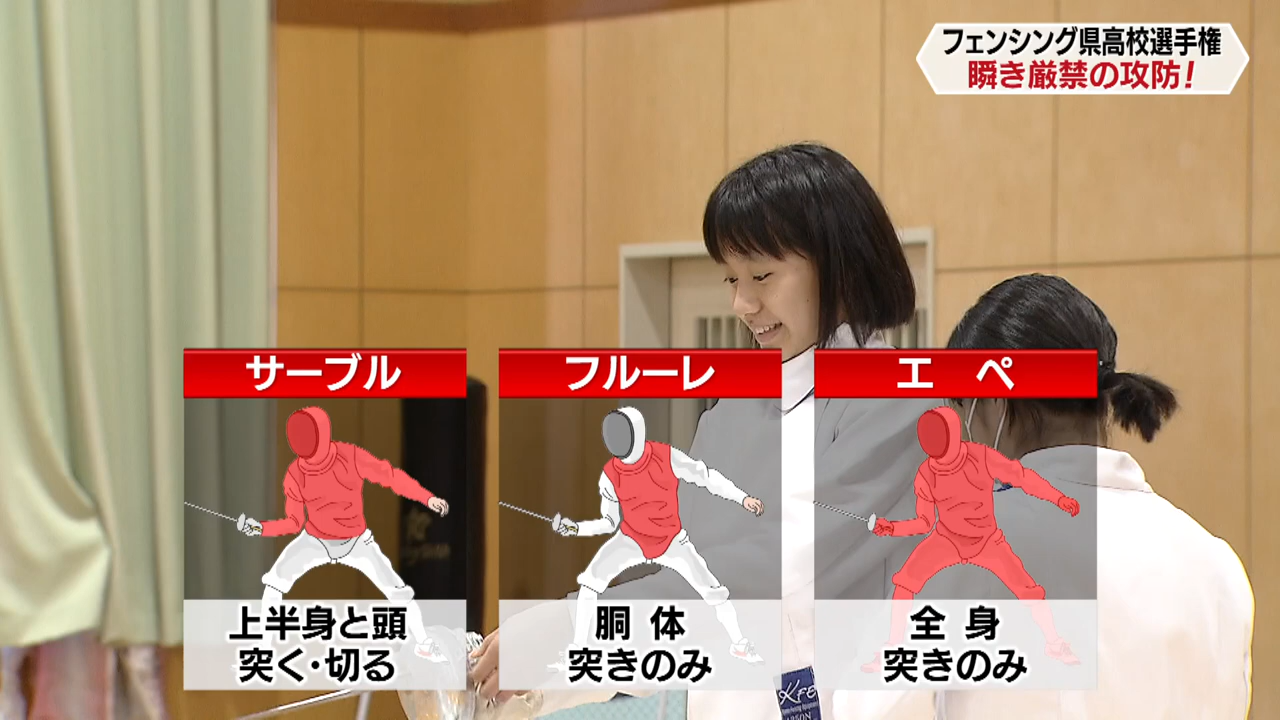 フェンシング県高校選手権
瞬き厳禁の攻防!
サーブル
フルーレ
エペ
上半身と頭
突く・切る
胴体
突きのみ
全身
突きのみ